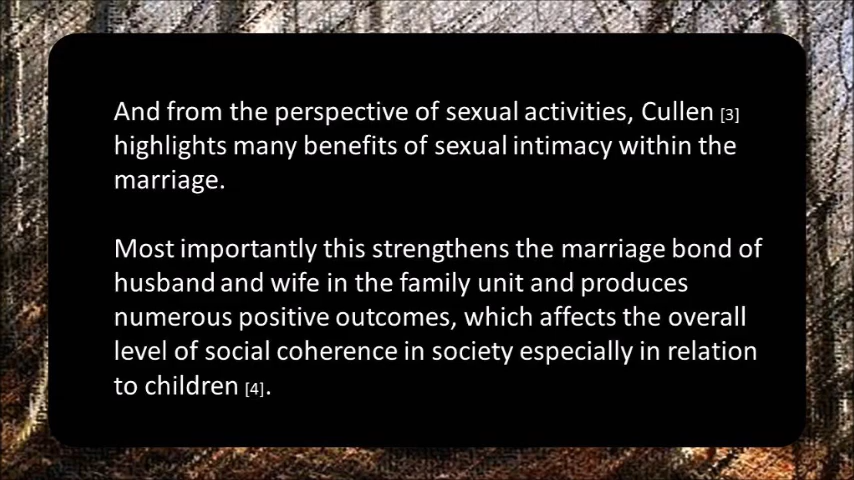 And from the perspective of sexual activities, Cullen [3]
highlights many benefits of sexual intimacy within the
marriage.
Most importantly this strengthens the marriage bond of
husband and wife in the family unit and produces
numerous positive outcomes, which affects the overall
level of social coherence in society especially in relation
to children [4].